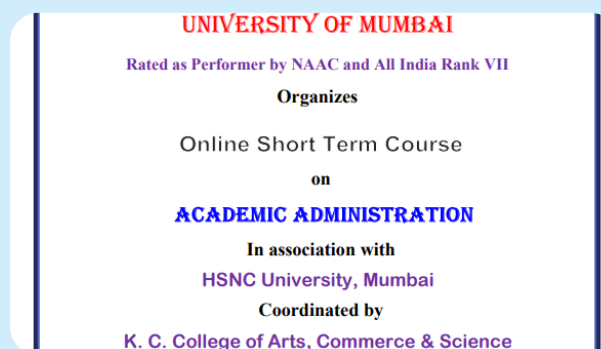 UNIVERSITY OF MUMBAI
Rated as Performer by NAAC and All India Rank VII
Organizes
Online Short Term Course
on
ACADEMIC ADMINISTRATION
In association with
HSNC University, Mumbai
Coordinated by
K. C. College of Arts, Commerce & Science